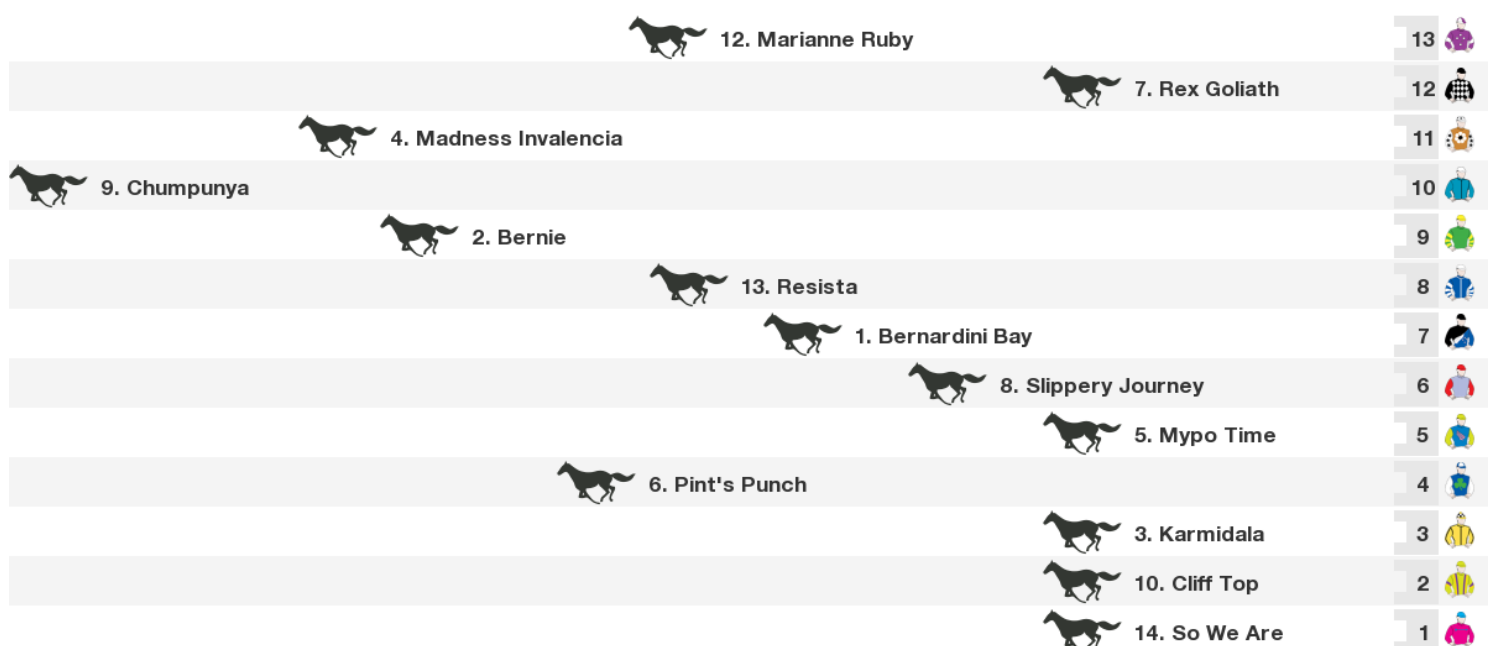 12. Marianne Ruby 13
7. Rex Goliath 12
4. Madness Invalencia 11
9. Chumpunya 10
2. Bernie 9
13. Resista 8
1. Bernardini Bay 7
8. Slippery Journey 6
5. Mypo Time 5
6. Pint's Punch 4
3. Karmidala 3
10. Cliff Top 2
14. So We Are 1